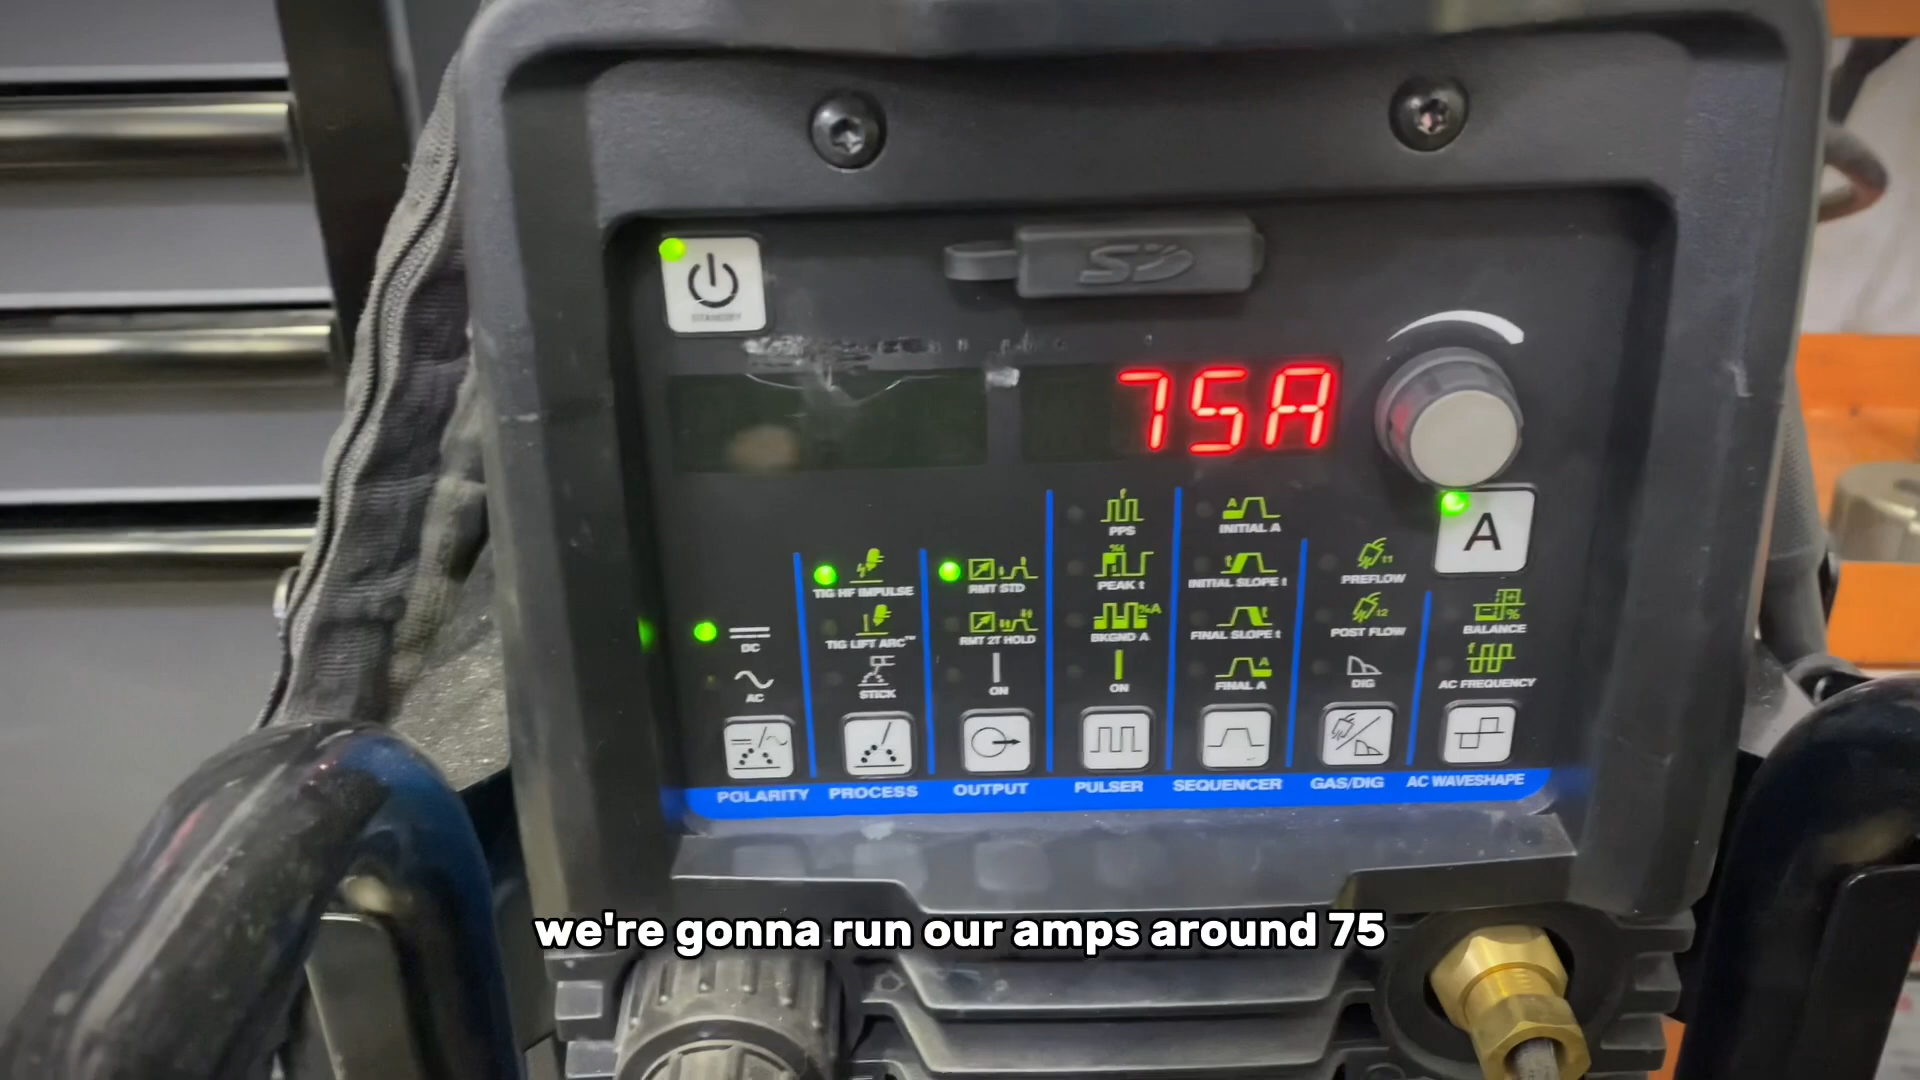 SD
STANDBY
75A
A
PPS
INITIAL A
TIG HF IMPULSE
RMT STD
PEAK t
INITIAL SLOPE t
PREFLOW
DC
TIG LIFT ARC™
RMT 2T HOLD
BKGND A
FINAL SLOPE t
POST FLOW
BALANCE
AC
STICK
ON
ON
FINAL A
DIG
AC FREQUENCY
POLARITY
PROCESS
OUTPUT
PULSER
SEQUENCER
GAS/DIG
AC WAVESHAPE
we're gonna run our amps around 75